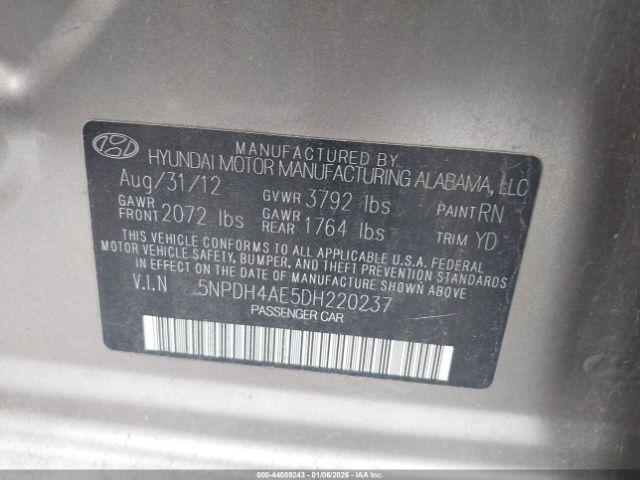 MANUFACTURED BY
HYUNDAI MOTOR MANUFACTURING ALABAMA, LLC
Aug/31/12 GVWR 3792 lbs PAINT RN
GAWR FRONT 2072 lbs GAWR REAR 1764 lbs TRIM YD
THIS VEHICLE CONFORMS TO ALL APPLICABLE U.S.A. FEDERAL
MOTOR VEHICLE SAFETY, BUMPER, AND THEFT PREVENTION STANDARDS
IN EFFECT ON THE DATE OF MANUFACTURE SHOWN ABOVE.
V.I.N 5NPDH4AE5DH220237
PASSENGER CAR
000-44089243 - 01/06/2026 - copart.ca